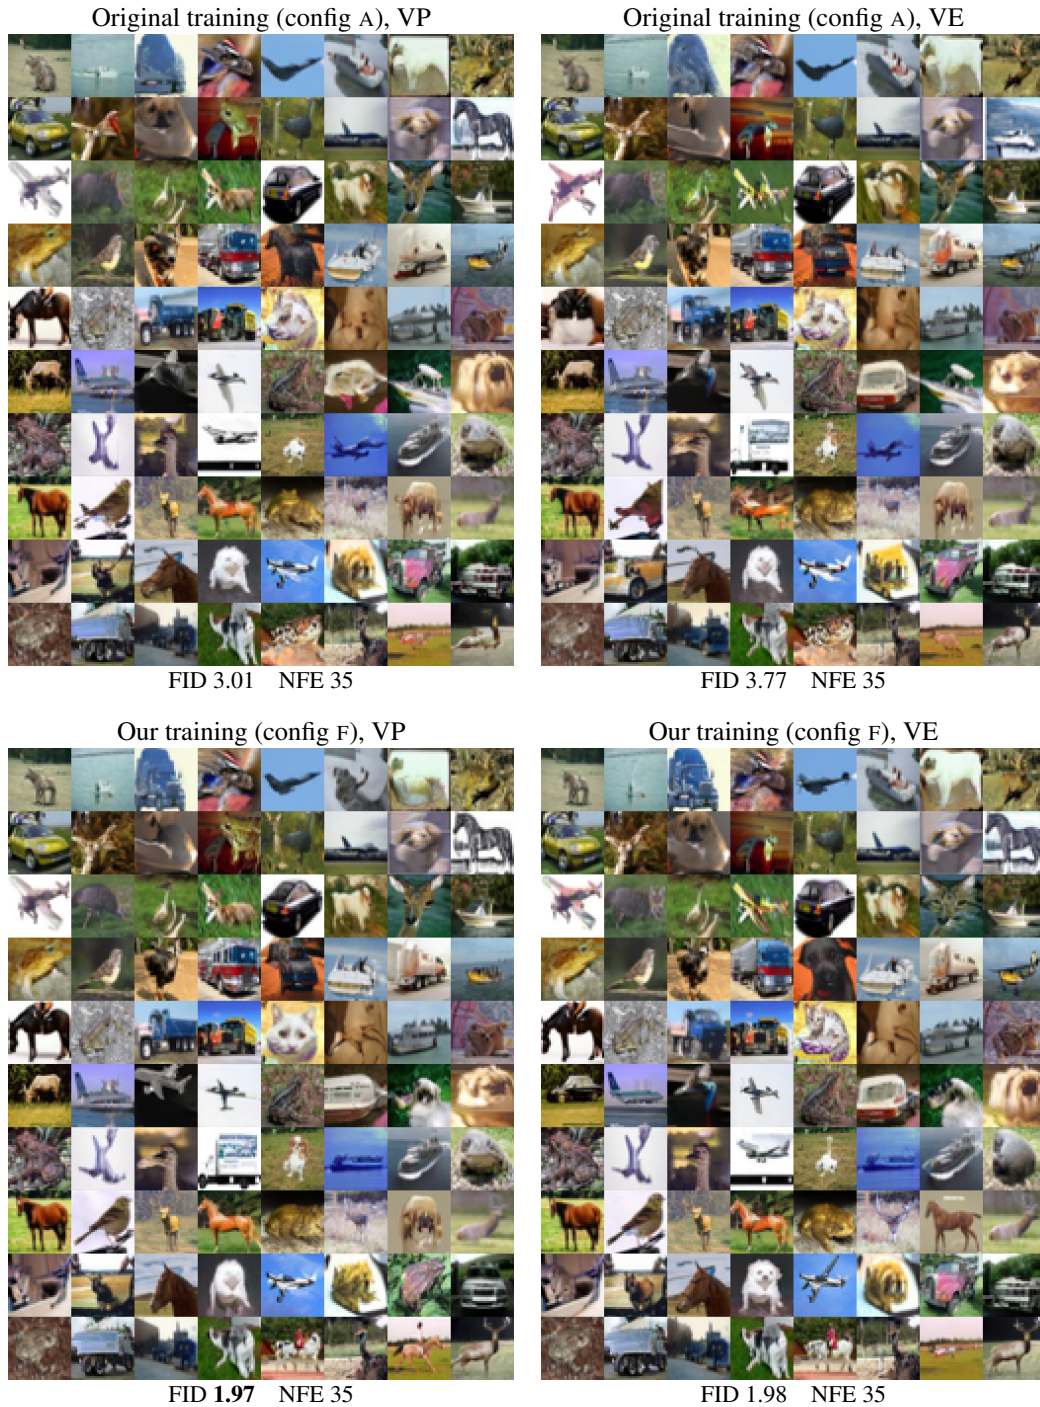 Original training (config A), VP
Original training (config A), VE
FID 3.01 NFE 35
FID 3.77 NFE 35
Our training (config F), VP
Our training (config F), VE
FID 1.97 NFE 35
FID 1.98 NFE 35